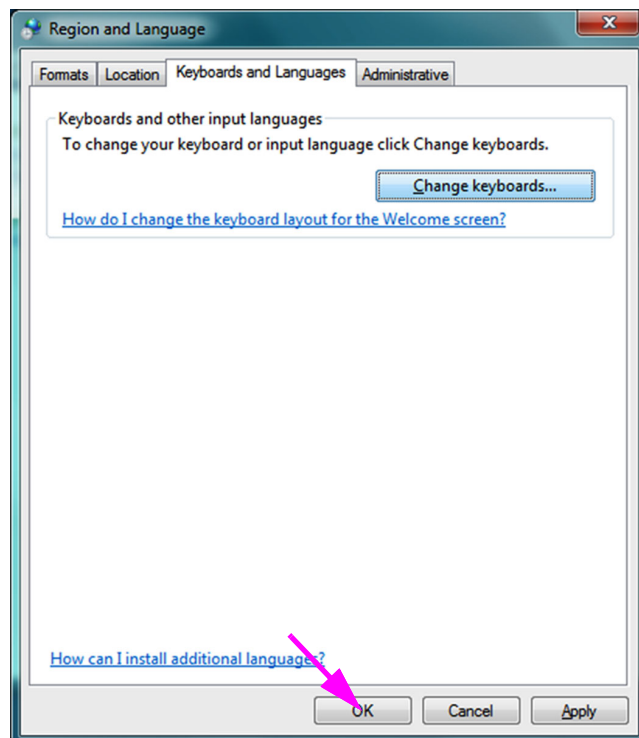 Region and Language
Formats Location Keyboards and Languages Administrative
Keyboards and other input languages
To change your keyboard or input language click Change keyboards.
Change keyboards...
How do I change the keyboard layout for the Welcome screen?
How can I install additional languages?
OK Cancel Apply